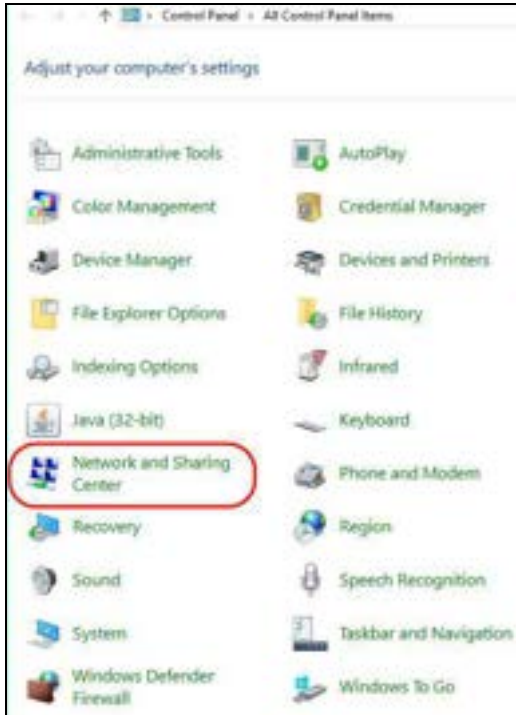 Control Panel › All Control Panel Items
Adjust your computer's settings
Administrative Tools
AutoPlay
Color Management
Credential Manager
Device Manager
Devices and Printers
File Explorer Options
File History
Indexing Options
Infrared
Java (32-bit)
Keyboard
Network and Sharing
Center
Phone and Modem
Recovery
Region
Sound
Speech Recognition
System
Taskbar and Navigation
Windows Defender
Firewall
Windows To Go